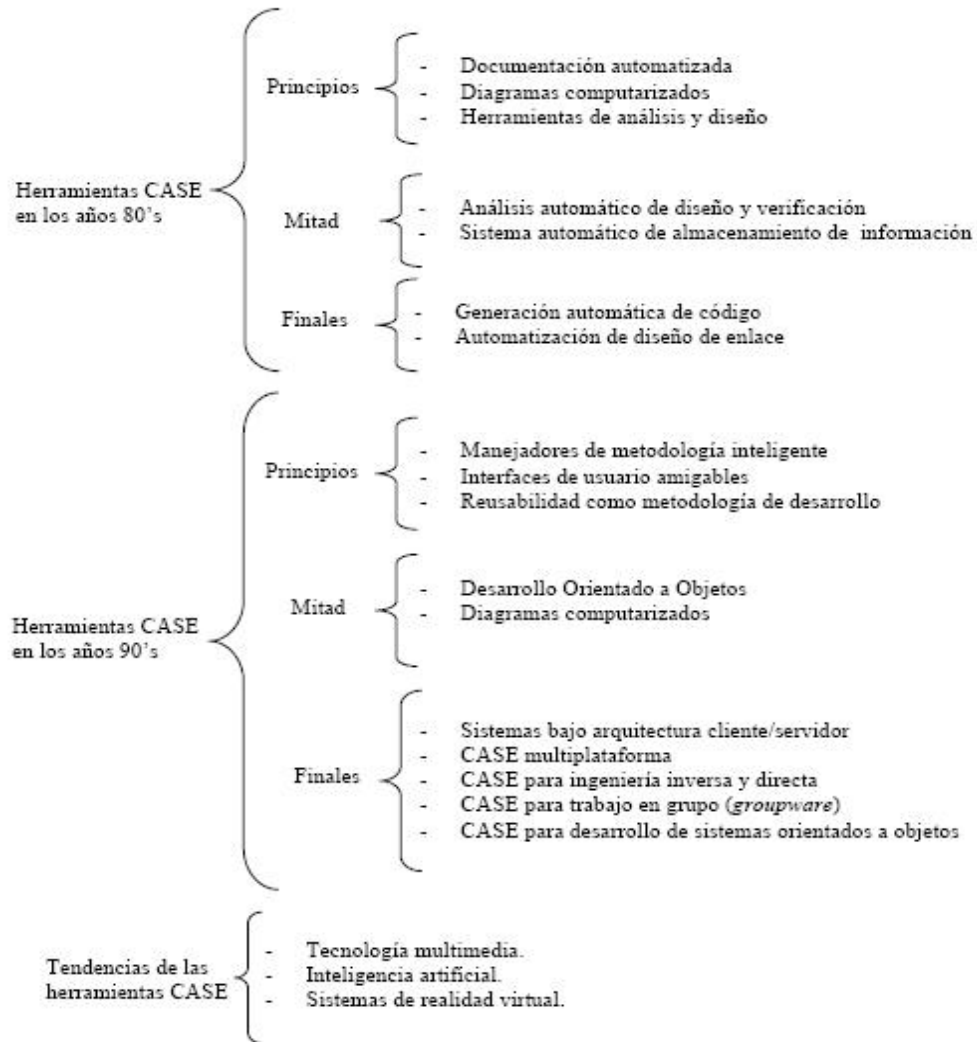 Herramientas CASE
en los años 80's
Principios
- Documentación automatizada
- Diagramas computarizados
- Herramientas de análisis y diseño
Mitad
- Análisis automático de diseño y verificación
- Sistema automático de almacenamiento de información
Finales
- Generación automática de código
- Automatización de diseño de enlace
Herramientas CASE
en los años 90's
Principios
- Manejadores de metodología inteligente
- Interfaces de usuario amigables
- Reusabilidad como metodología de desarrollo
Mitad
- Desarrollo Orientado a Objetos
- Diagramas computarizados
Finales
- Sistemas bajo arquitectura cliente/servidor
- CASE multiplataforma
- CASE para ingeniería inversa y directa
- CASE para trabajo en grupo (groupware)
- CASE para desarrollo de sistemas orientados a objetos
Tendencias de las
herramientas CASE
- Tecnología multimedia.
- Inteligencia artificial.
- Sistemas de realidad virtual.